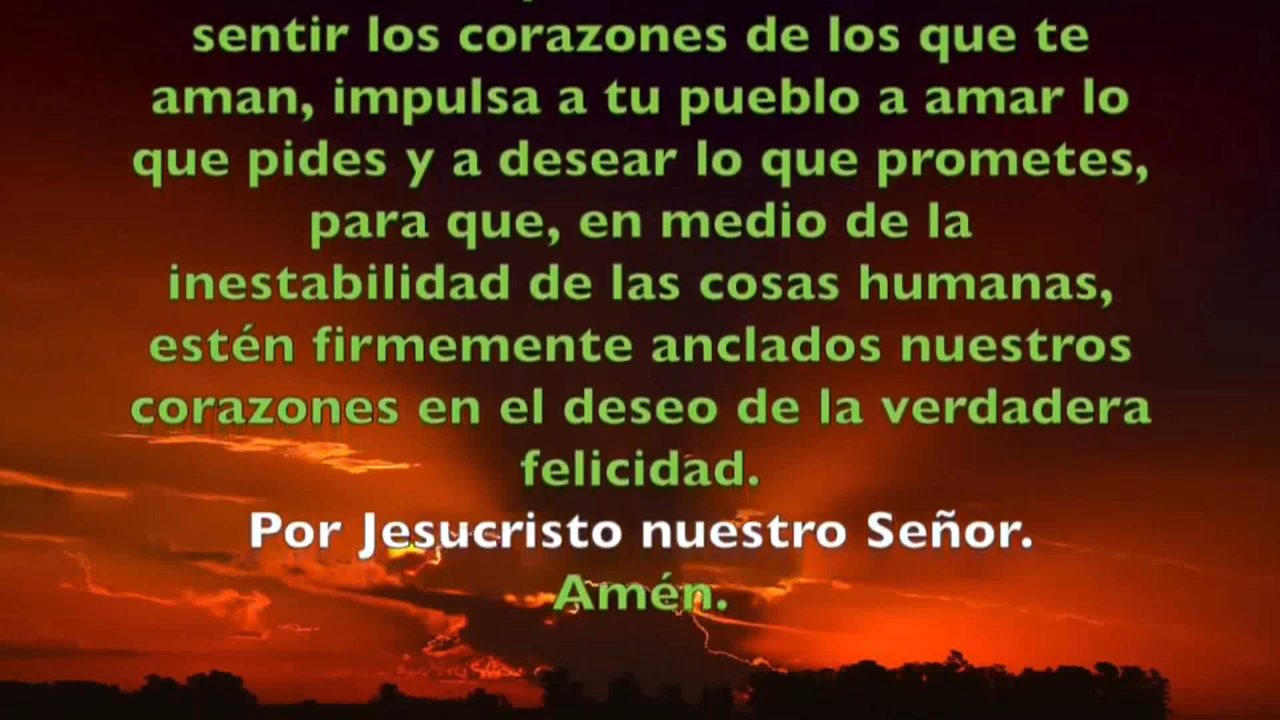 sentir los corazones de los que te
aman, impulsa a tu pueblo a amar lo
que pides y a desear lo que prometes,
para que, en medio de la
inestabilidad de las cosas humanas,
estén firmemente anclados nuestros
corazones en el deseo de la verdadera
felicidad.
Por Jesucristo nuestro Señor.
Amén.